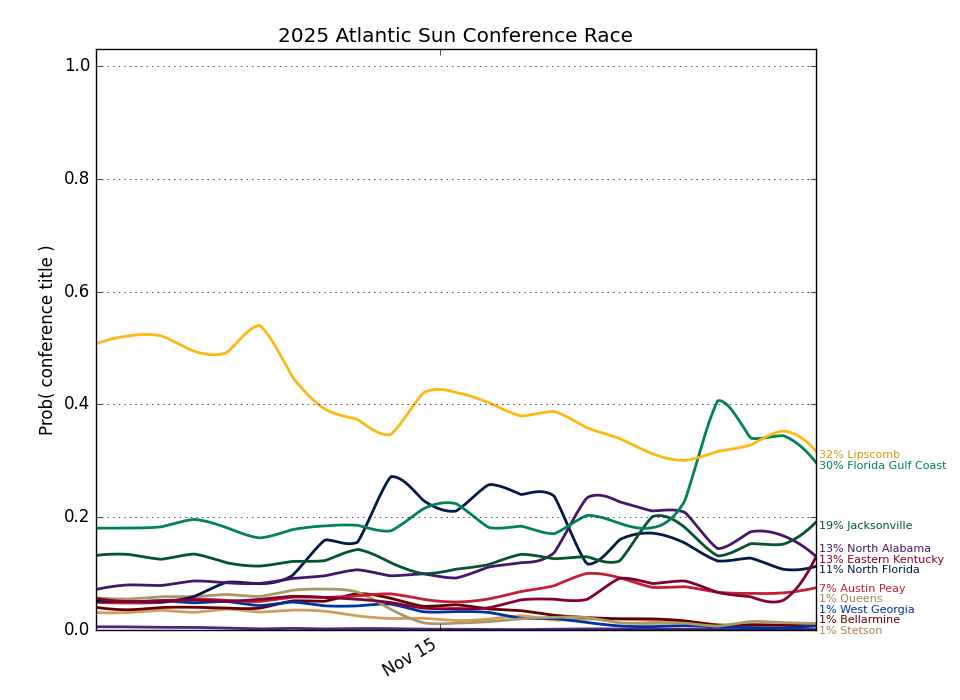 2025 Atlantic Sun Conference Race
Prob( conference title )
1.0
0.8
0.6
0.4
0.2
0.0
Nov 15
32% Lipscomb
30% Florida Gulf Coast
19% Jacksonville
13% North Alabama
13% Eastern Kentucky
11% North Florida
7% Austin Peay
1% Queens
1% West Georgia
1% Bellarmine
1% Stetson